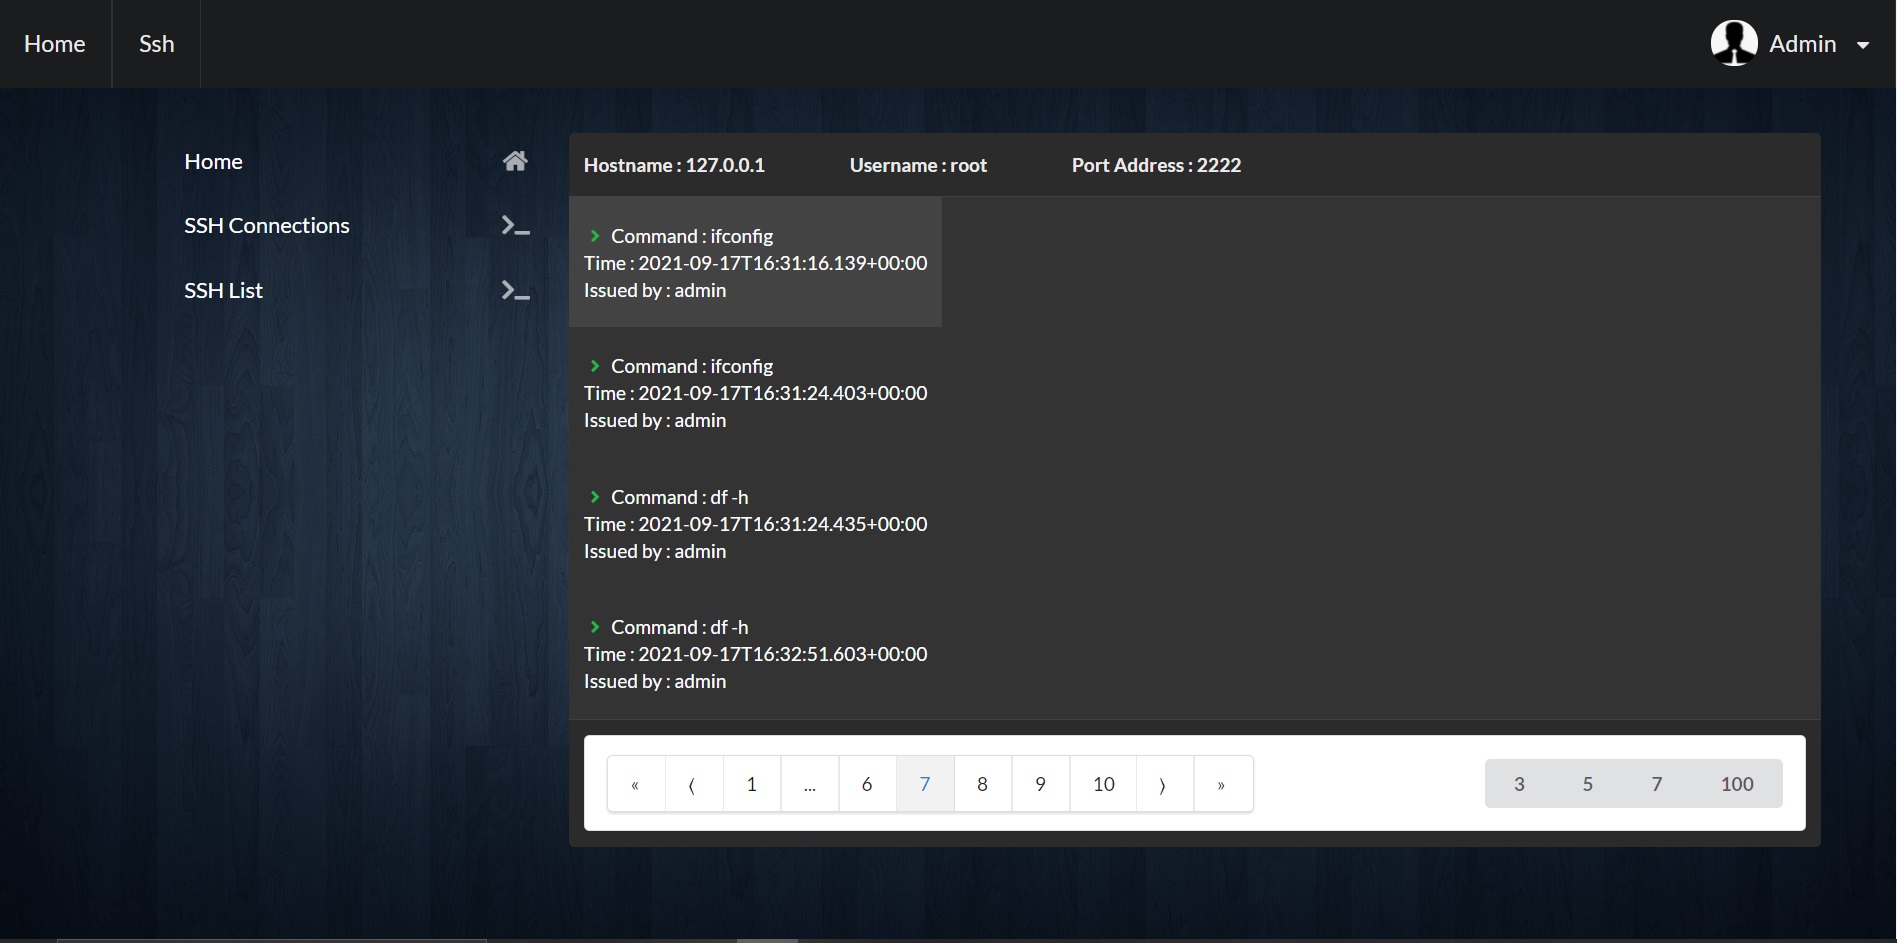 Home Ssh Admin
Home
SSH Connections
SSH List
Hostname : 127.0.0.1 Username : root Port Address : 2222
Command : ifconfig
Time : 2021-09-17T16:31:16.139+00:00
Issued by : admin
Command : ifconfig
Time : 2021-09-17T16:31:24.403+00:00
Issued by : admin
Command : df -h
Time : 2021-09-17T16:31:24.435+00:00
Issued by : admin
Command : df -h
Time : 2021-09-17T16:32:51.603+00:00
Issued by : admin
« ⟨ 1 ... 6 7 8 9 10 ⟩ » 3 5 7 100